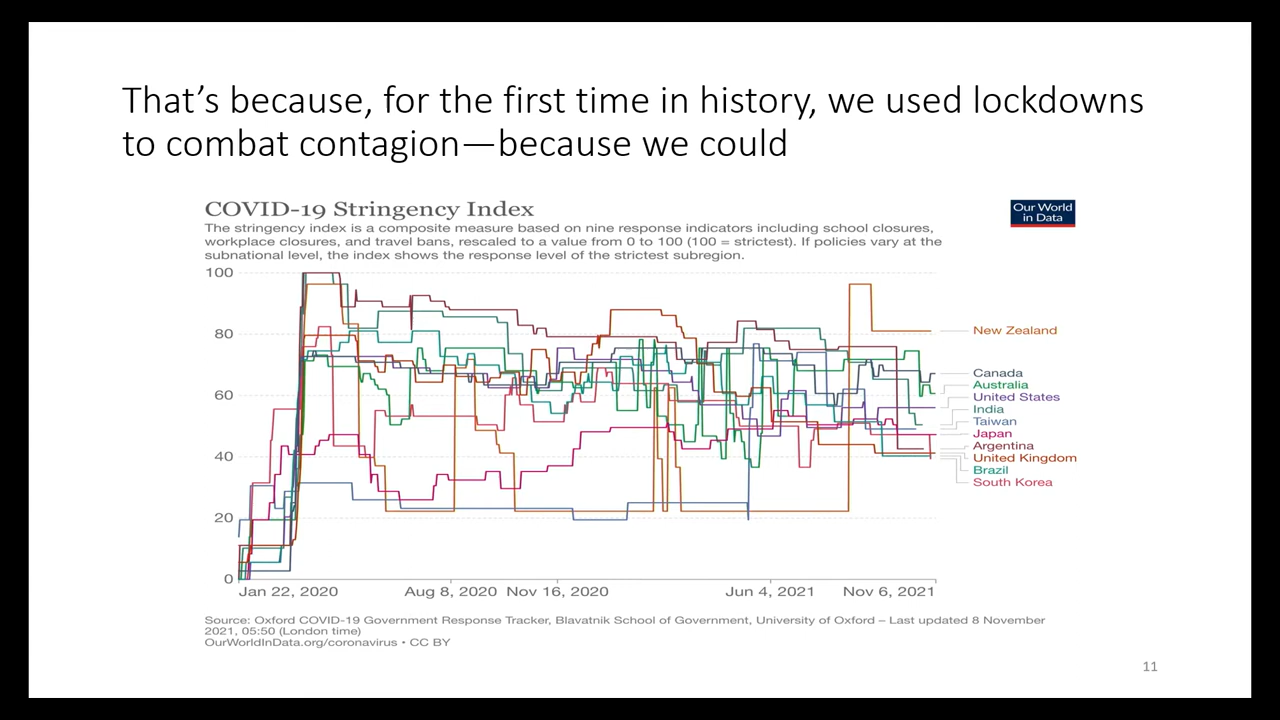 That's because, for the first time in history, we used lockdowns
to combat contagion—because we could
COVID-19 Stringency Index
Our World
in Data
The stringency index is a composite measure based on nine response indicators including school closures,
workplace closures, and travel bans, rescaled to a value from 0 to 100 (100 = strictest). If policies vary at the
subnational level, the index shows the response level of the strictest subregion.
100
80
60
40
20
0
New Zealand
Canada
Australia
United States
India
Taiwan
Japan
Argentina
United Kingdom
Brazil
South Korea
Jan 22, 2020
Aug 8, 2020
Nov 16, 2020
Jun 4, 2021
Nov 6, 2021
Source: Oxford COVID-19 Government Response Tracker, Blavatnik School of Government, University of Oxford – Last updated 8 November
2021, 05:50 (London time)
OurWorldInData.org/coronavirus • CC BY
11